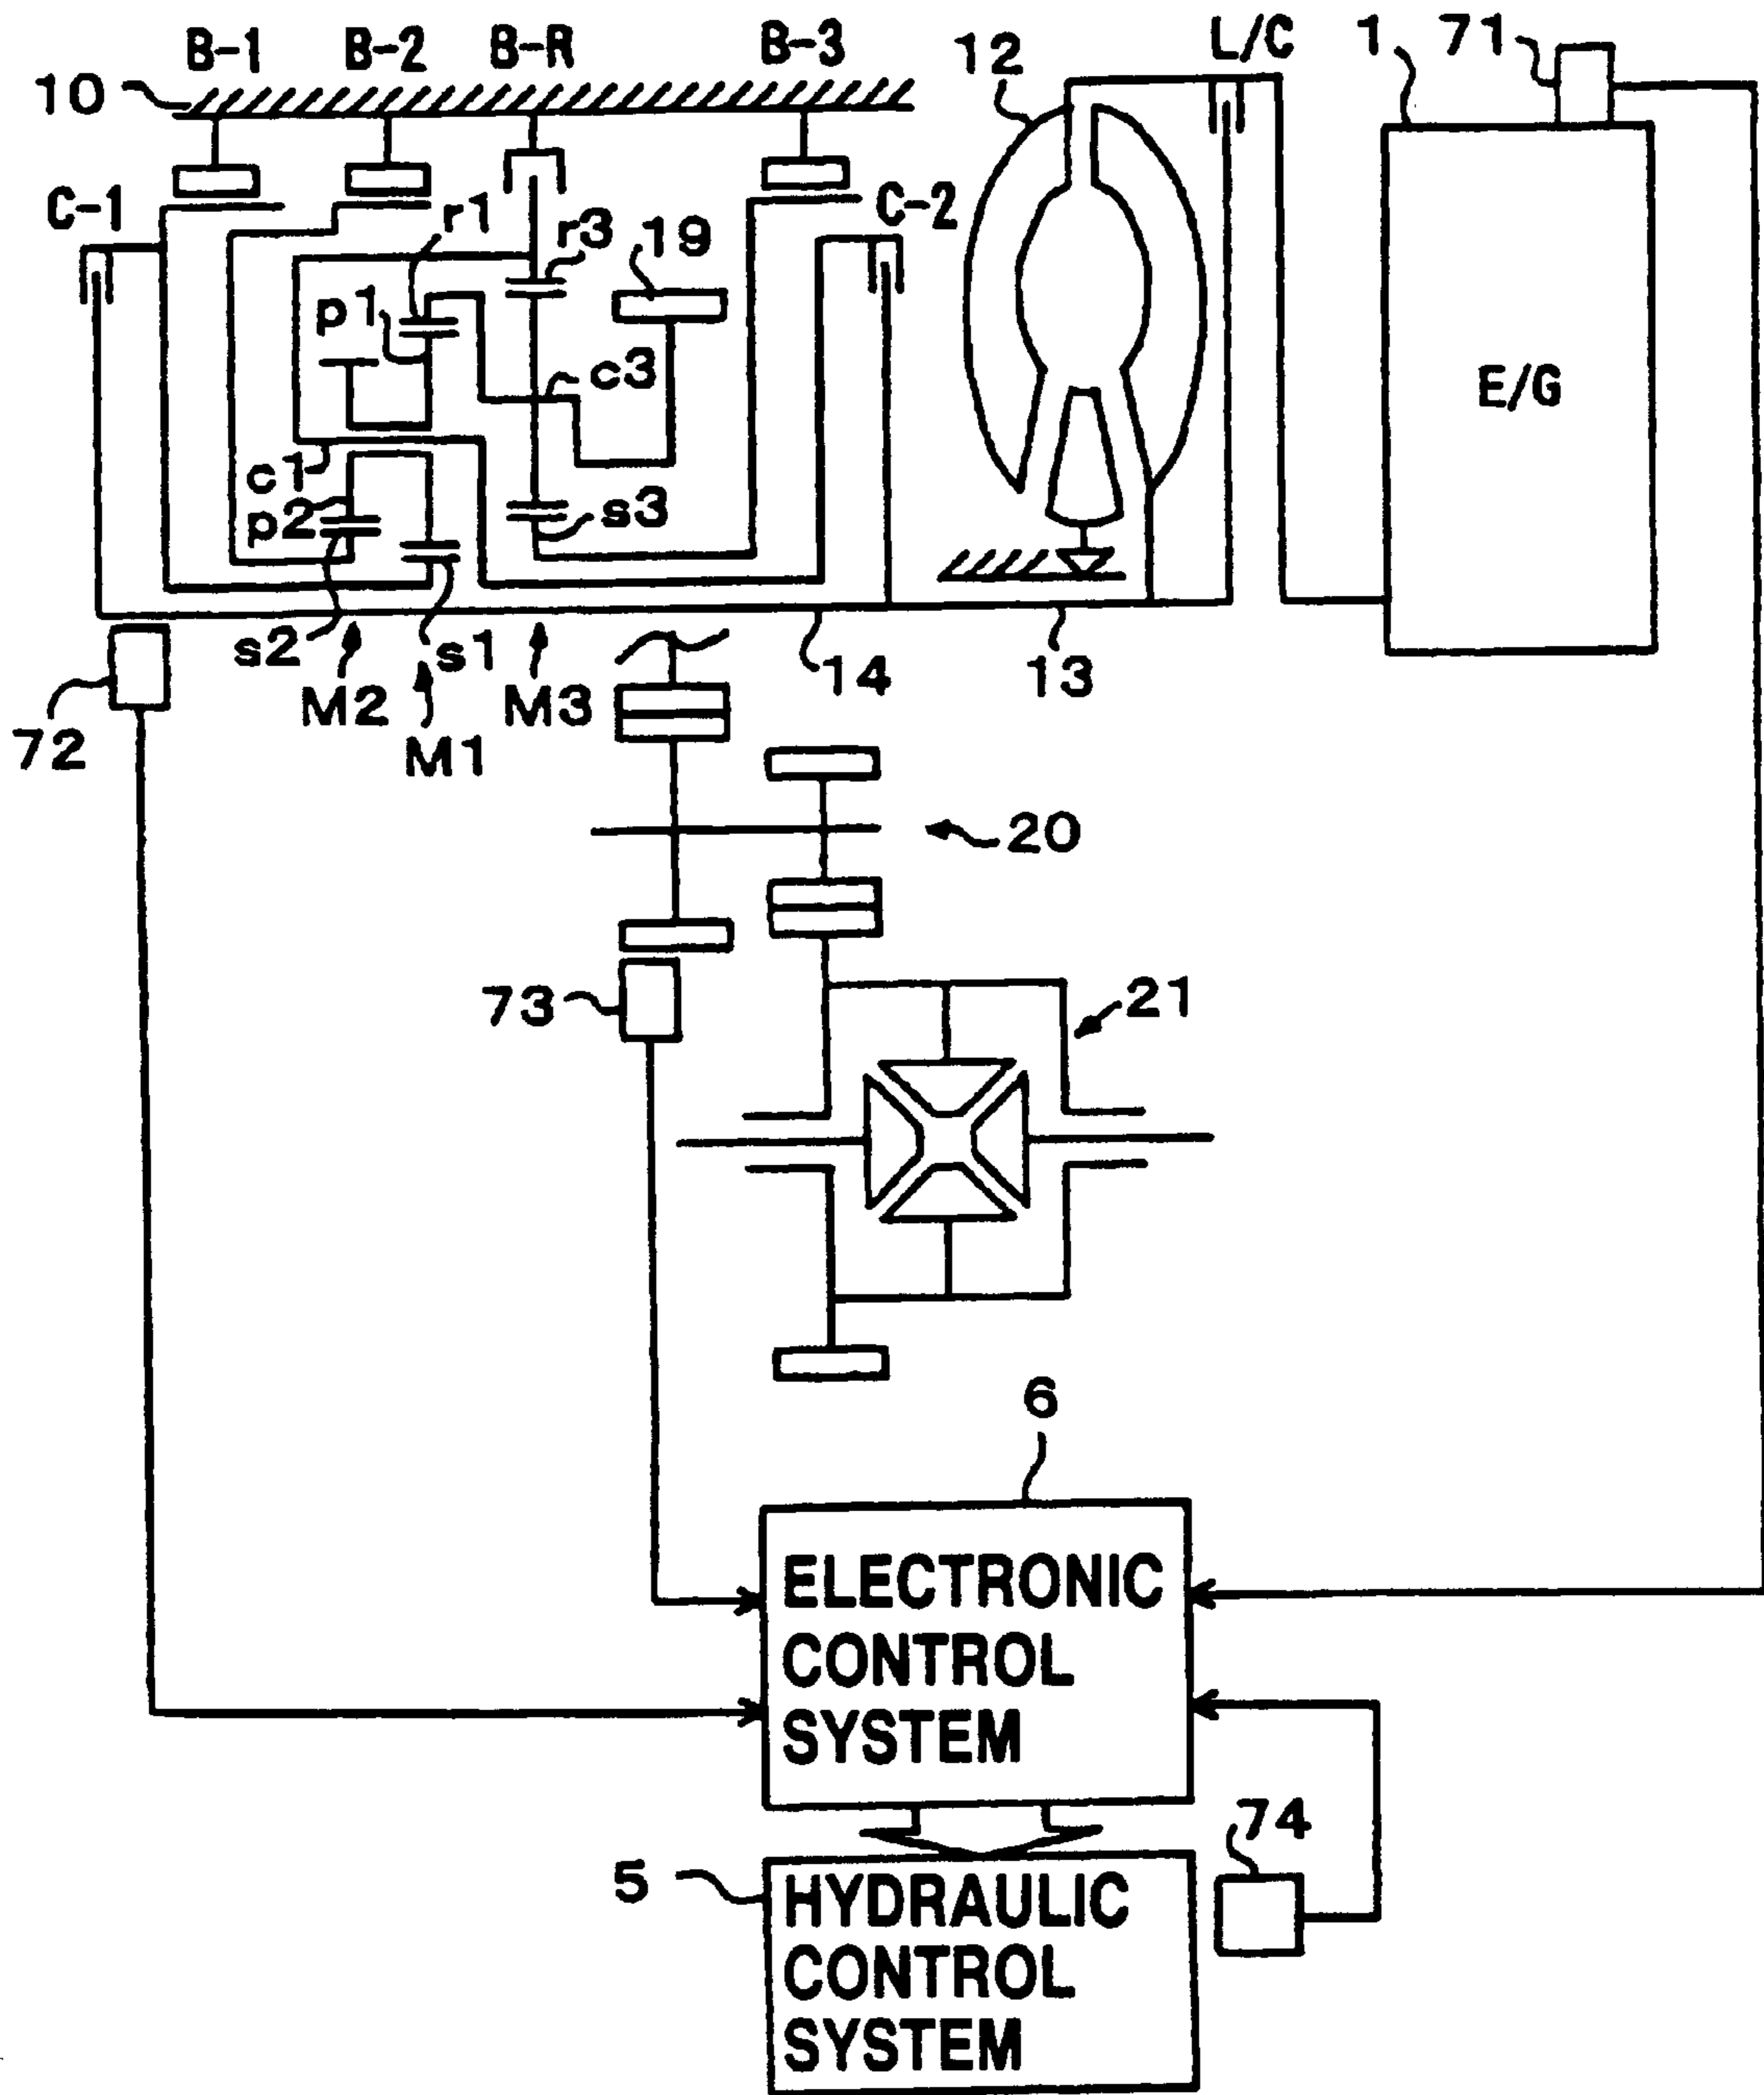 B-1 B-2 B-R B-3 12 L/C 1 71
10
C-1 r1 r3 19 C-2
p1
c3 E/G
c1
p2 s3
s2 s1 14 13
M2 M3
72 M1
20
73 21
6
ELECTRONIC
CONTROL
SYSTEM
74
5 HYDRAULIC
CONTROL
SYSTEM